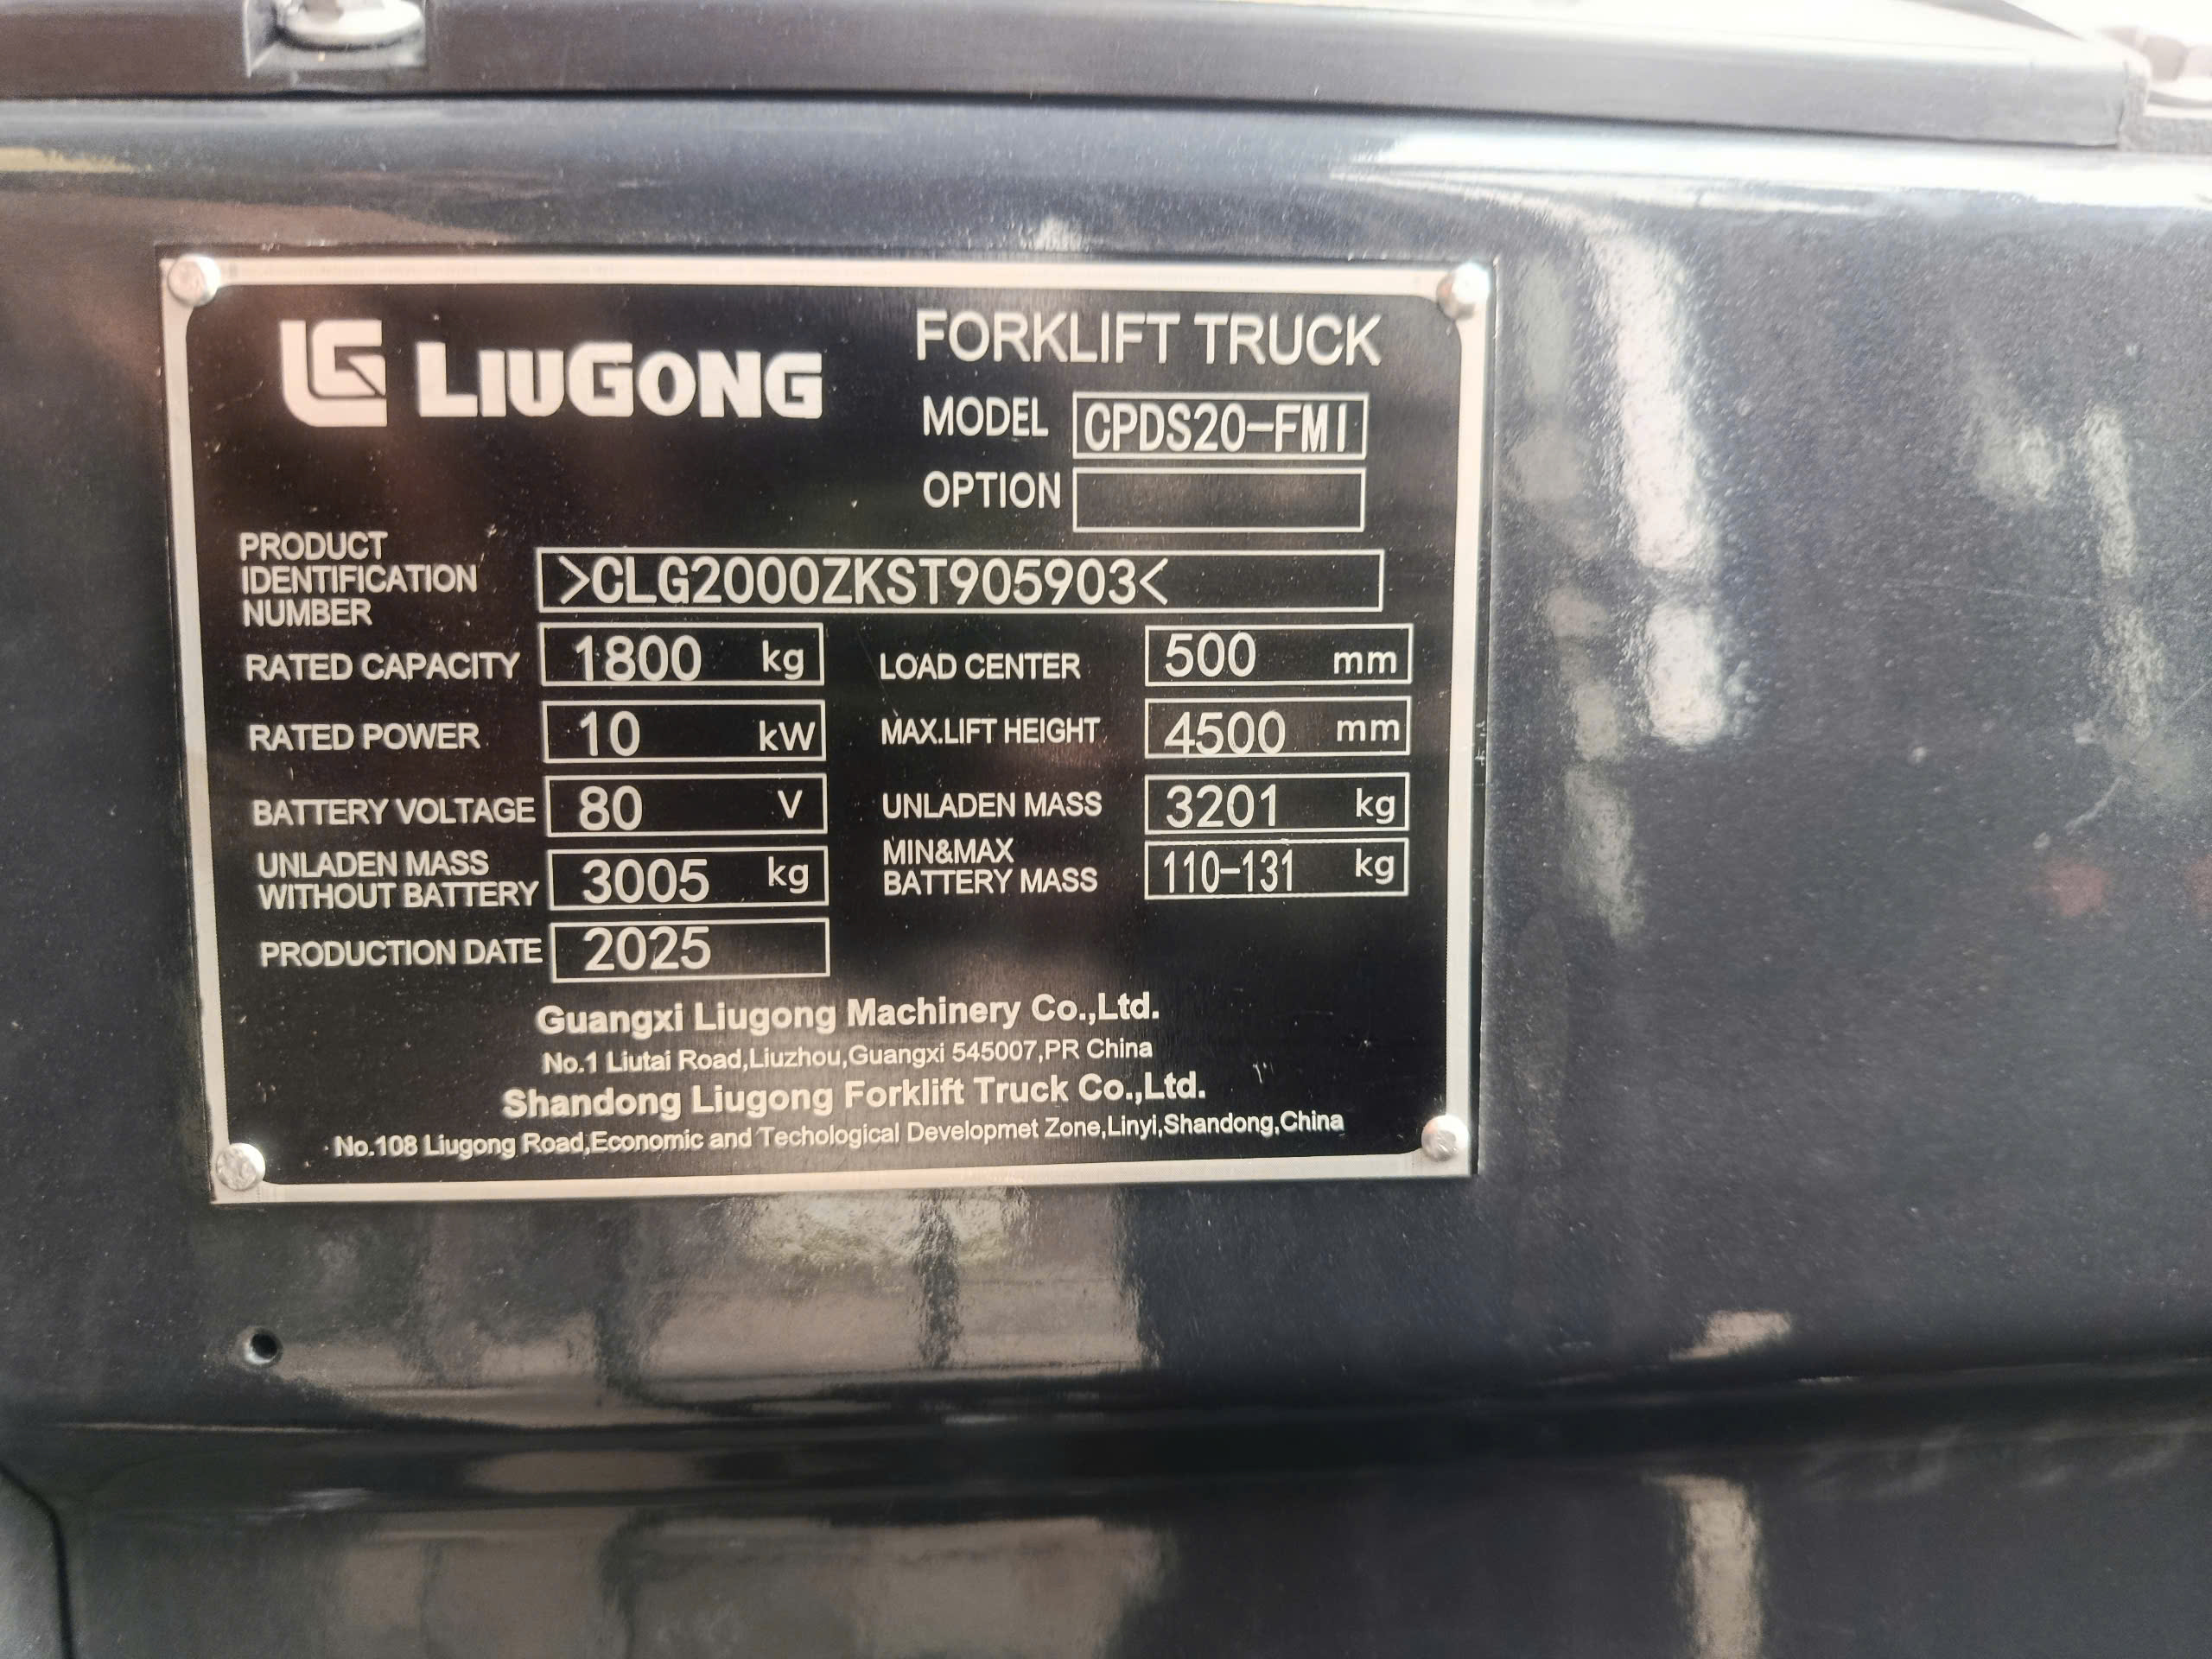 LG LIUGONG
FORKLIFT TRUCK
MODEL CPDS20-FMI
OPTION
PRODUCT
IDENTIFICATION
NUMBER
>CLG2000ZKST905903<
RATED CAPACITY 1800 kg
LOAD CENTER 500 mm
RATED POWER 10 kW
MAX.LIFT HEIGHT 4500 mm
BATTERY VOLTAGE 80 V
UNLADEN MASS 3201 kg
UNLADEN MASS
WITHOUT BATTERY 3005 kg
MIN&MAX
BATTERY MASS 110-131 kg
PRODUCTION DATE 2025
Guangxi Liugong Machinery Co.,Ltd.
No.1 Liutai Road,Liuzhou,Guangxi 545007,PR China
Shandong Liugong Forklift Truck Co.,Ltd.
No.108 Liugong Road,Economic and Techological Developmet Zone,Linyi,Shandong,China